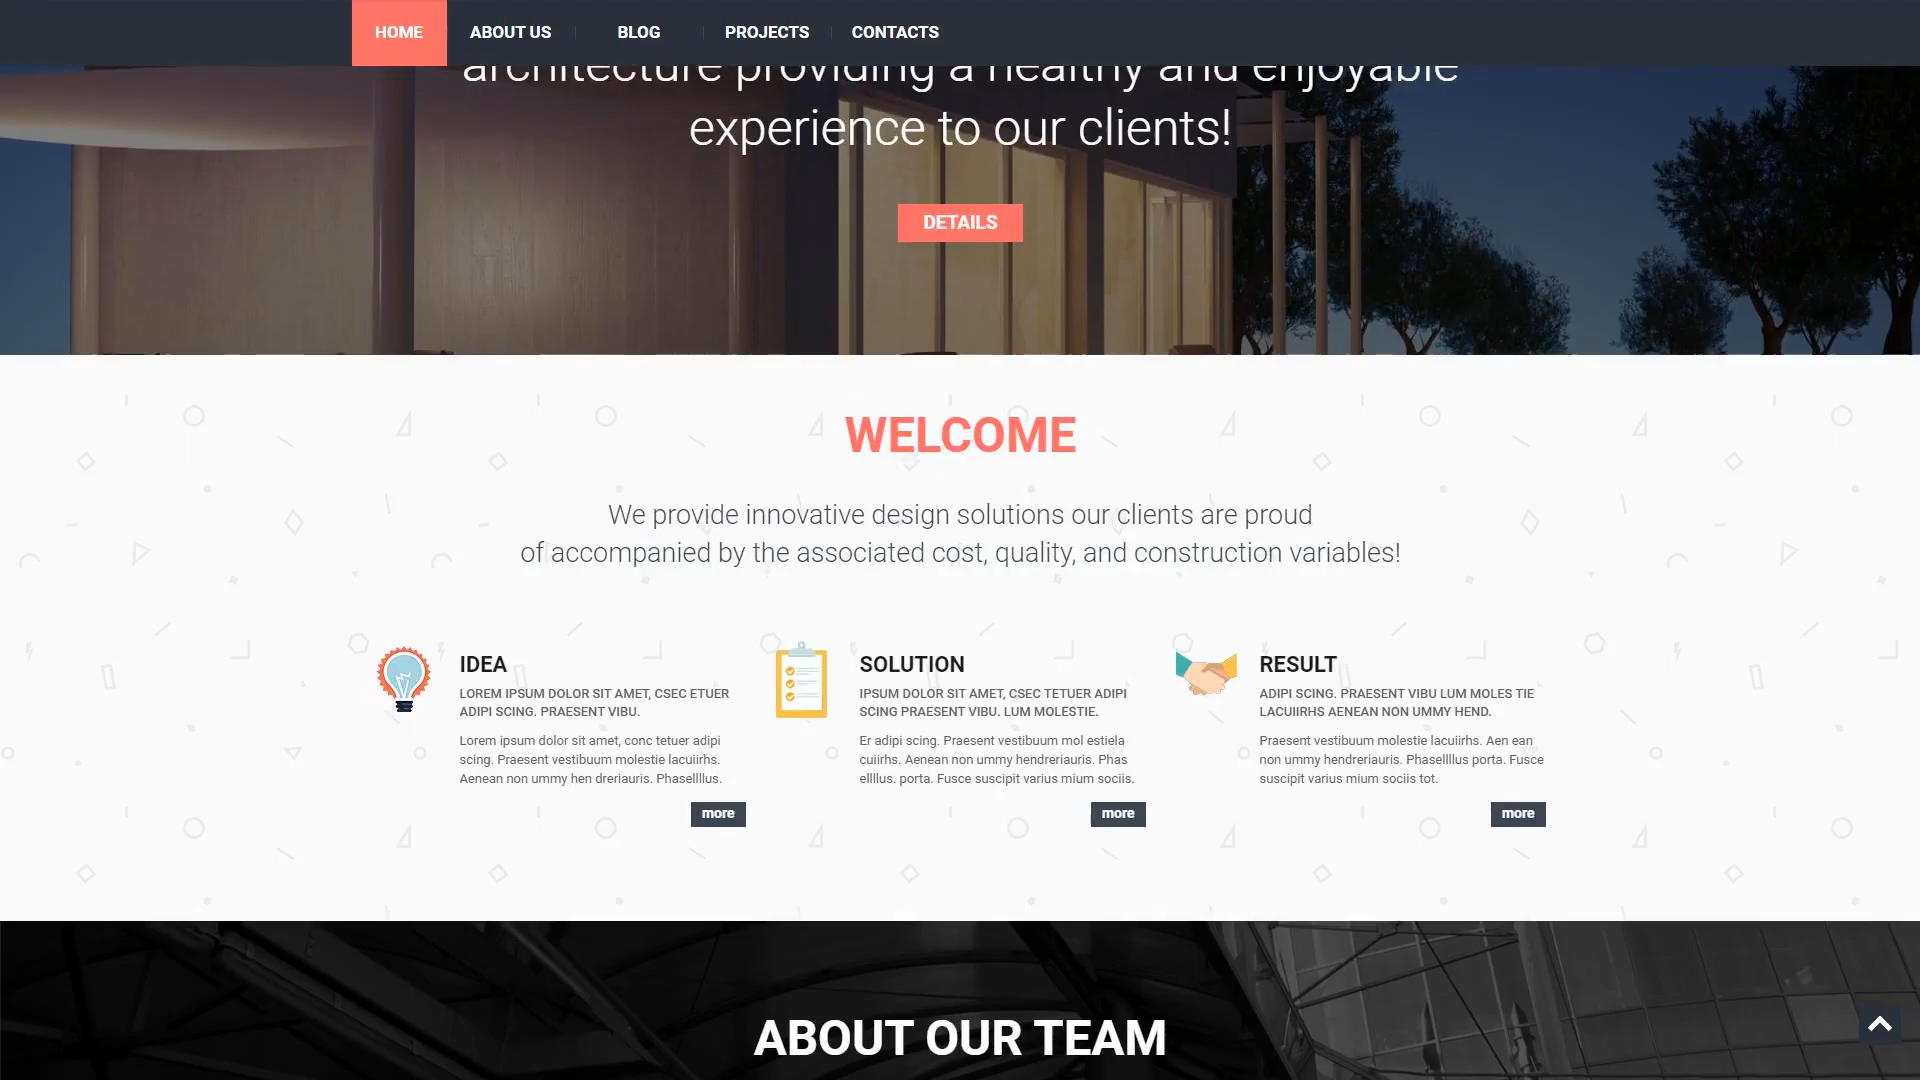 HOME
ABOUT US
BLOG
PROJECTS
CONTACTS
architecture providing a healthy and enjoyable
experience to our clients!
DETAILS
WELCOME
We provide innovative design solutions our clients are proud
of accompanied by the associated cost, quality, and construction variables!
IDEA
LOREM IPSUM DOLOR SIT AMET, CSEC ETUER
ADIPI SCING. PRAESENT VIBU.
Lorem ipsum dolor sit amet, conc tetuer adipi
scing. Praesent vestibuum molestie lacuiirhs.
Aenean non ummy hen dreriauris. Phasellllus.
more
SOLUTION
IPSUM DOLOR SIT AMET, CSEC TETUER ADIPI
SCING PRAESENT VIBU. LUM MOLESTIE.
Er adipi scing. Praesent vestibuum mol estiela
cuiirhs. Aenean non ummy hendreriauris. Phas
ellllus. porta. Fusce suscipit varius mium sociis.
more
RESULT
ADIPI SCING. PRAESENT VIBU LUM MOLES TIE
LACUIIRHS AENEAN NON UMMY HEND.
Praesent vestibuum molestie lacuiirhs. Aen ean
non ummy hendreriauris. Phasellllus porta. Fusce
suscipit varius mium sociis tot.
more
ABOUT OUR TEAM